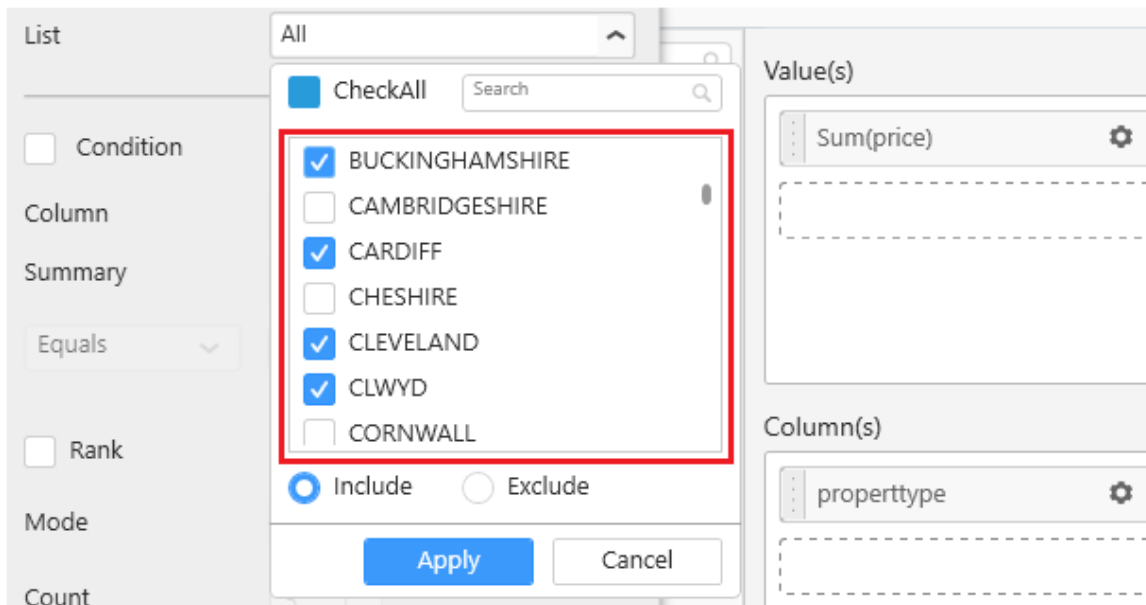 List
All
CheckAll
Search
BUCKINGHAMSHIRE
CAMBRIDGESHIRE
CARDIFF
CHESHIRE
CLEVELAND
CLWYD
CORNWALL
Include
Exclude
Apply
Cancel
Condition
Column
Summary
Equals
Rank
Mode
Count
Value(s)
Sum(price)
Column(s)
properttype